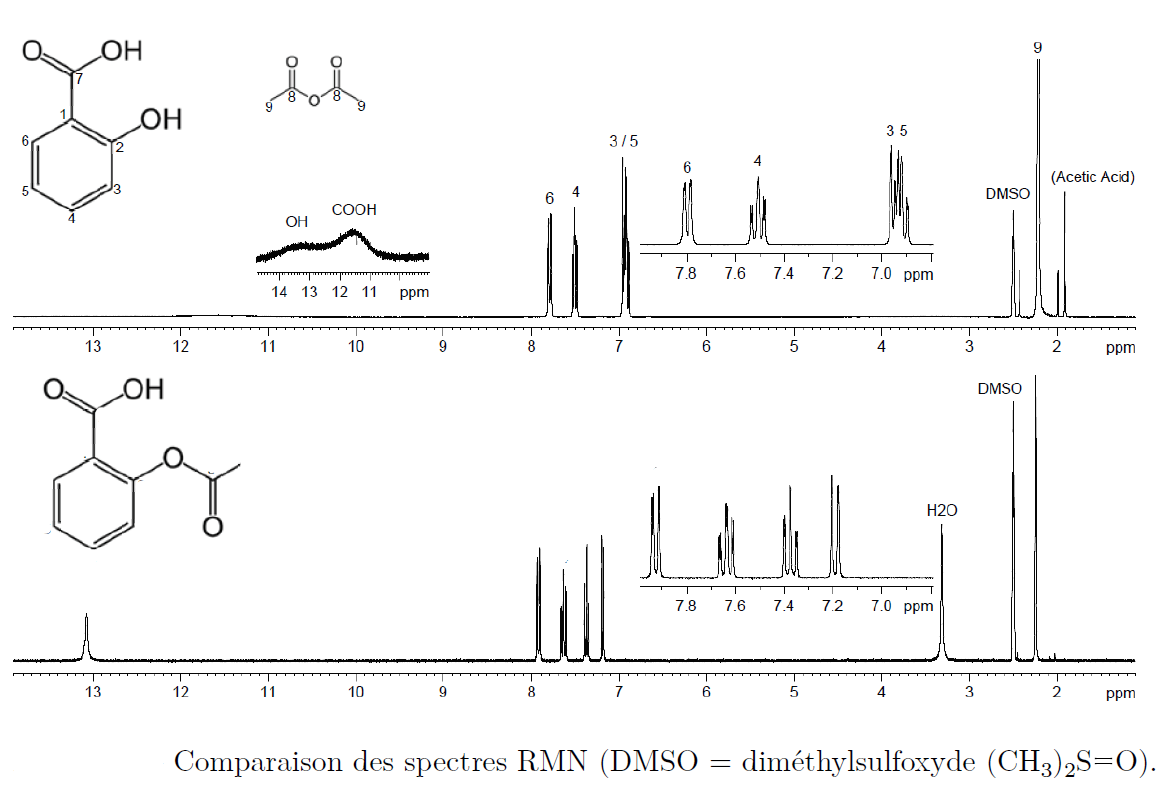 O OH
7
1
OH
6
2
5
3
4
O O
8 8
9 O 9
OH COOH
14 13 12 11 ppm
6 4 3 / 5
6 4 3 5
7.8 7.6 7.4 7.2 7.0 ppm
DMSO 9 (Acetic Acid)
13 12 11 10 9 8 7 6 5 4 3 2 ppm
O OH
O
O
7.8 7.6 7.4 7.2 7.0 ppm
H2O DMSO
13 12 11 10 9 8 7 6 5 4 3 2 ppm
Comparaison des spectres RMN (DMSO = diméthylsulfoxyde (CH₃)₂S=O).